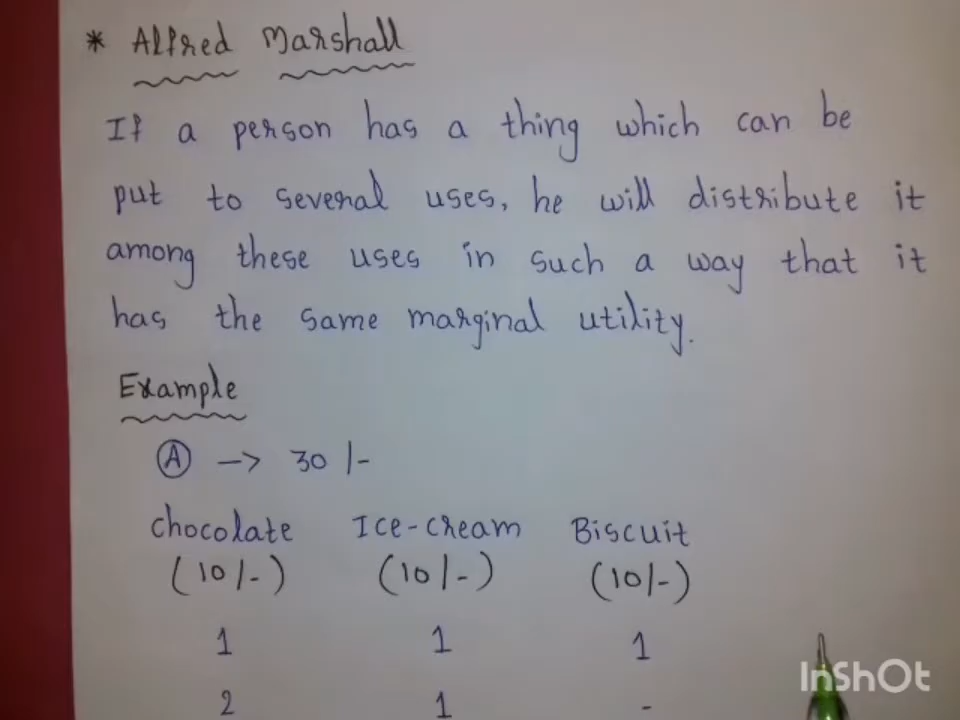 * Alfred Marshall
If a person has a thing which can be
put to several uses, he will distribute it
among these uses in such a way that it
has the same marginal utility.
Example
Ⓐ -> 30/-
chocolate Ice-cream Biscuit
(10/-) (10/-) (10/-)
1 1 1
2 1 -
InShOt